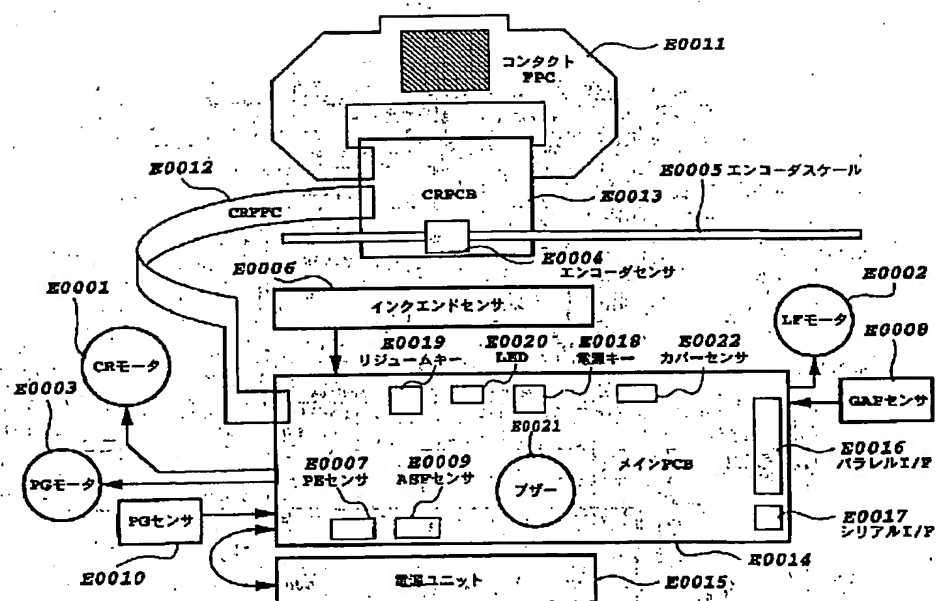 E0011
コンタクト
FPC
E0012
E0005 エンコーダスケール
CRFFC
CRPCB
E0013
E0004
エンコーダセンサ
E0006
E0002
E0001
インクエンドセンサ
LFモータ
E0008
E0019
リジュームキー
E0020
LED
E0018
電源キー
E0022
カバーセンサ
CRモータ
E0003
GAPセンサ
E0021
E0016
パラレルI/F
E0007
PEセンサ
E0009
ASFセンサ
メインPCB
PGモータ
ブザー
PGセンサ
E0017
シリアルI/F
E0010
E0014
電源ユニット
E0015